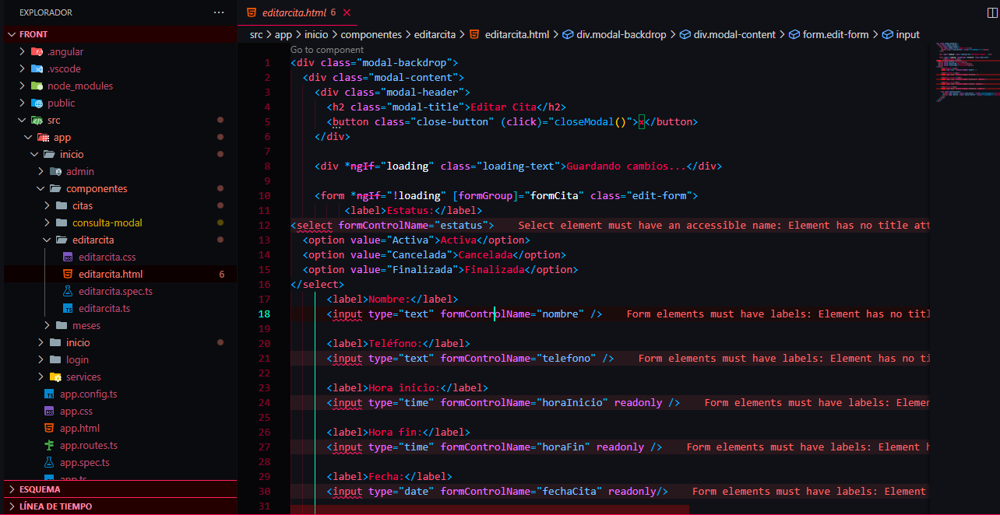 EXPLORADOR
FRONT
.angular
.vscode
node_modules
public
src
app
inicio
admin
componentes
citas
consulta-modal
editarcita
editarcita.css
editarcita.html 6
editarcita.spec.ts
editarcita.ts
meses
inicio
login
services
app.config.ts
app.css
app.html
app.routes.ts
app.spec.ts
app.ts
ESQUEMA
LÍNEA DE TIEMPO
editarcita.html 6
src > app > inicio > componentes > editarcita > editarcita.html > div.modal-backdrop > div.modal-content > form.edit-form > input
Go to component
1 <div class="modal-backdrop">
2 <div class="modal-content">
3 <div class="modal-header">
4 <h2 class="modal-title">Editar Cita</h2>
5 <button class="close-button" (click)="closeModal()">×</button>
6 </div>
7
8 <div *ngIf="loading" class="loading-text">Guardando cambios...</div>
9
10 <form *ngIf="!loading" [formGroup]="formCita" class="edit-form">
11 <label>Estatus:</label>
12 <select formControlName="estatus"> Select element must have an accessible name: Element has no title att
13 <option value="Activa">Activa</option>
14 <option value="Cancelada">Cancelada</option>
15 <option value="Finalizada">Finalizada</option>
16 </select>
17 <label>Nombre:</label>
18 <input type="text" formControlName="nombre" /> Form elements must have labels: Element has no titl
19
20 <label>Teléfono:</label>
21 <input type="text" formControlName="telefono" /> Form elements must have labels: Element has no ti
22
23 <label>Hora inicio:</label>
24 <input type="time" formControlName="horaInicio" readonly /> Form elements must have labels: Elemen
25
26 <label>Hora fin:</label>
27 <input type="time" formControlName="horaFin" readonly /> Form elements must have labels: Element h
28
29 <label>Fecha:</label>
30 <input type="date" formControlName="fechaCita" readonly/> Form elements must have labels: Element
31